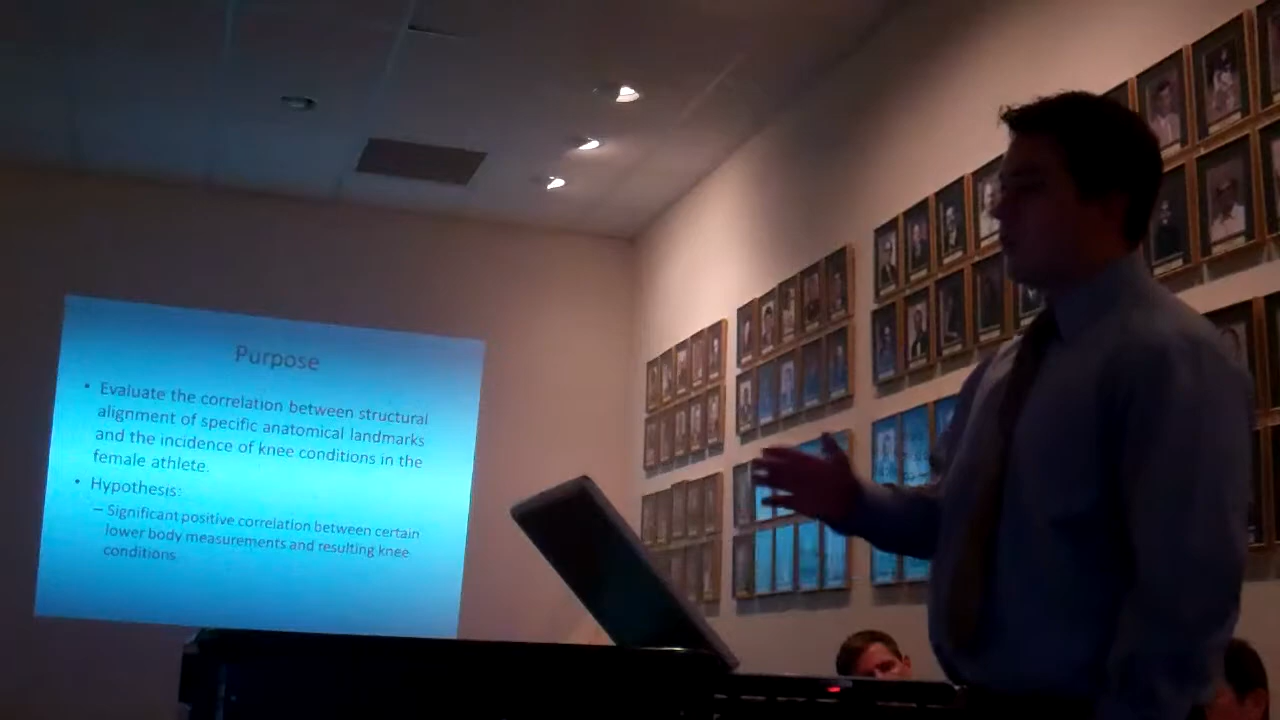 Purpose
• Evaluate the correlation between structural
alignment of specific anatomical landmarks
and the incidence of knee conditions in the
female athlete.
• Hypothesis:
– Significant positive correlation between certain
lower body measurements and resulting knee
conditions.